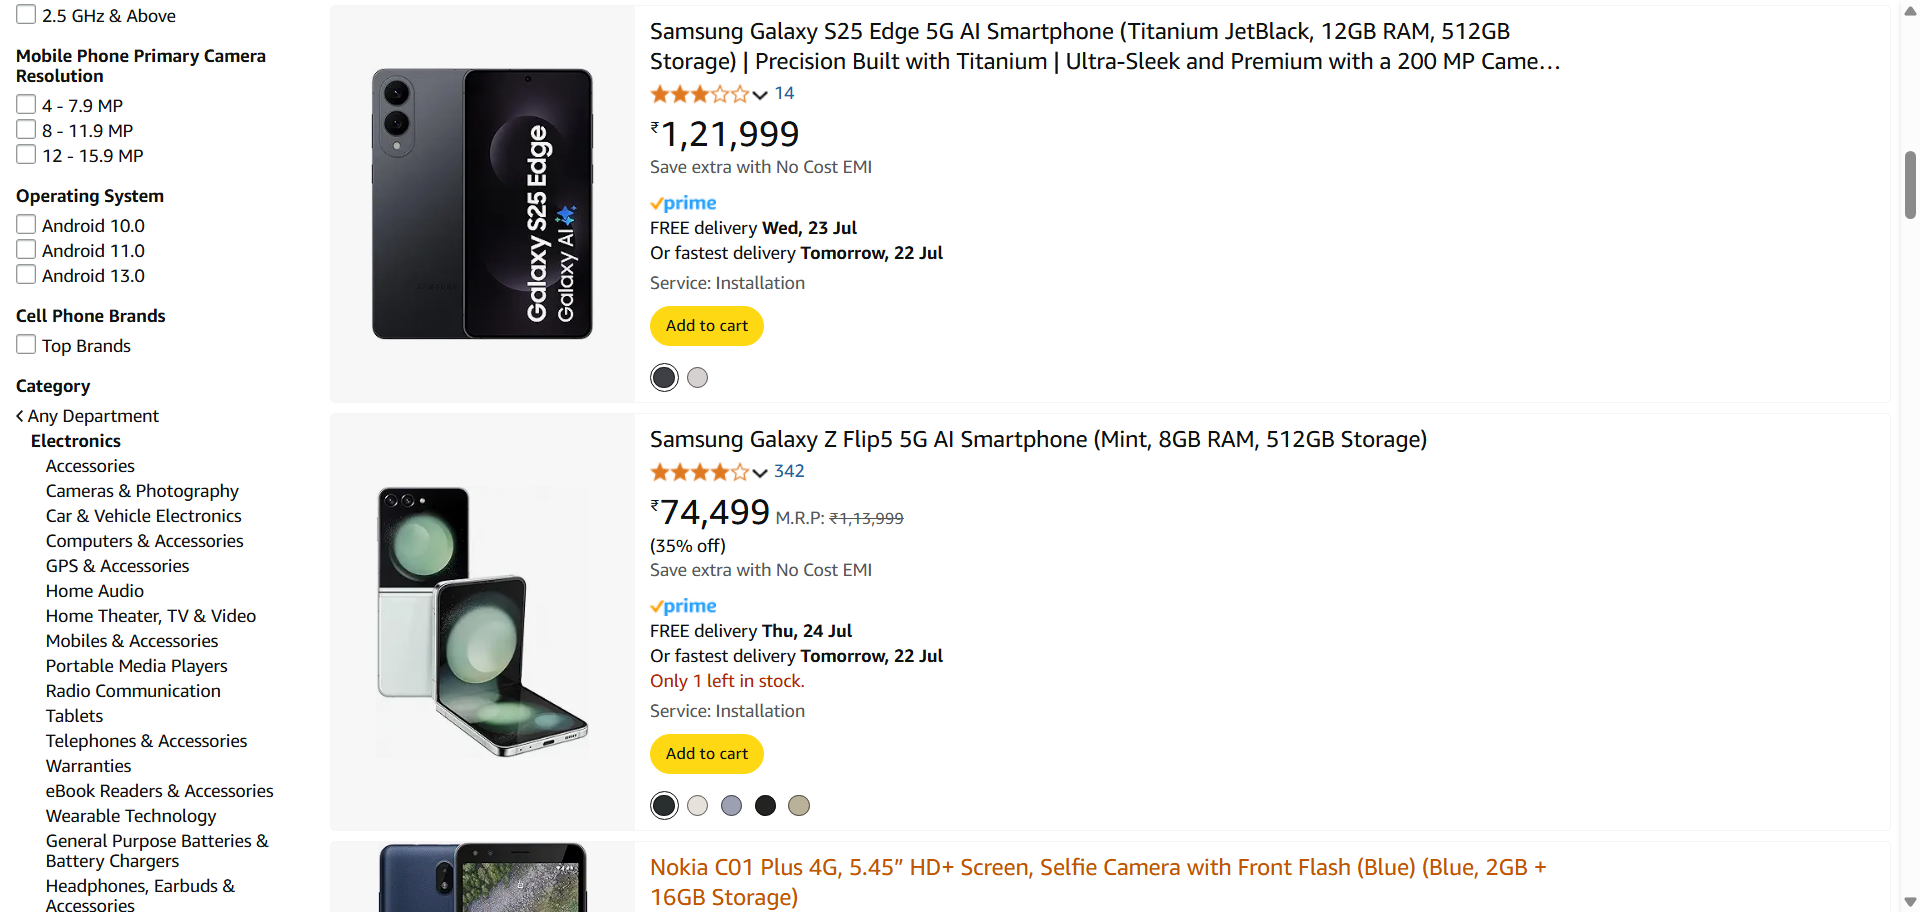 2.5 GHz & Above
Mobile Phone Primary Camera
Resolution
4 - 7.9 MP
8 - 11.9 MP
12 - 15.9 MP
Operating System
Android 10.0
Android 11.0
Android 13.0
Cell Phone Brands
Top Brands
Category
Any Department
Electronics
Accessories
Cameras & Photography
Car & Vehicle Electronics
Computers & Accessories
GPS & Accessories
Home Audio
Home Theater, TV & Video
Mobiles & Accessories
Portable Media Players
Radio Communication
Tablets
Telephones & Accessories
Warranties
eBook Readers & Accessories
Wearable Technology
General Purpose Batteries &
Battery Chargers
Headphones, Earbuds &
Accessories
Galaxy S25 Edge
Galaxy AI
Samsung Galaxy S25 Edge 5G AI Smartphone (Titanium JetBlack, 12GB RAM, 512GB
Storage) | Precision Built with Titanium | Ultra-Sleek and Premium with a 200 MP Came…
14
₹1,21,999
Save extra with No Cost EMI
prime
FREE delivery Wed, 23 Jul
Or fastest delivery Tomorrow, 22 Jul
Service: Installation
Add to cart
Samsung Galaxy Z Flip5 5G AI Smartphone (Mint, 8GB RAM, 512GB Storage)
342
₹74,499 M.R.P: ₹1,13,999
(35% off)
Save extra with No Cost EMI
prime
FREE delivery Thu, 24 Jul
Or fastest delivery Tomorrow, 22 Jul
Only 1 left in stock.
Service: Installation
Add to cart
Nokia C01 Plus 4G, 5.45” HD+ Screen, Selfie Camera with Front Flash (Blue) (Blue, 2GB +
16GB Storage)